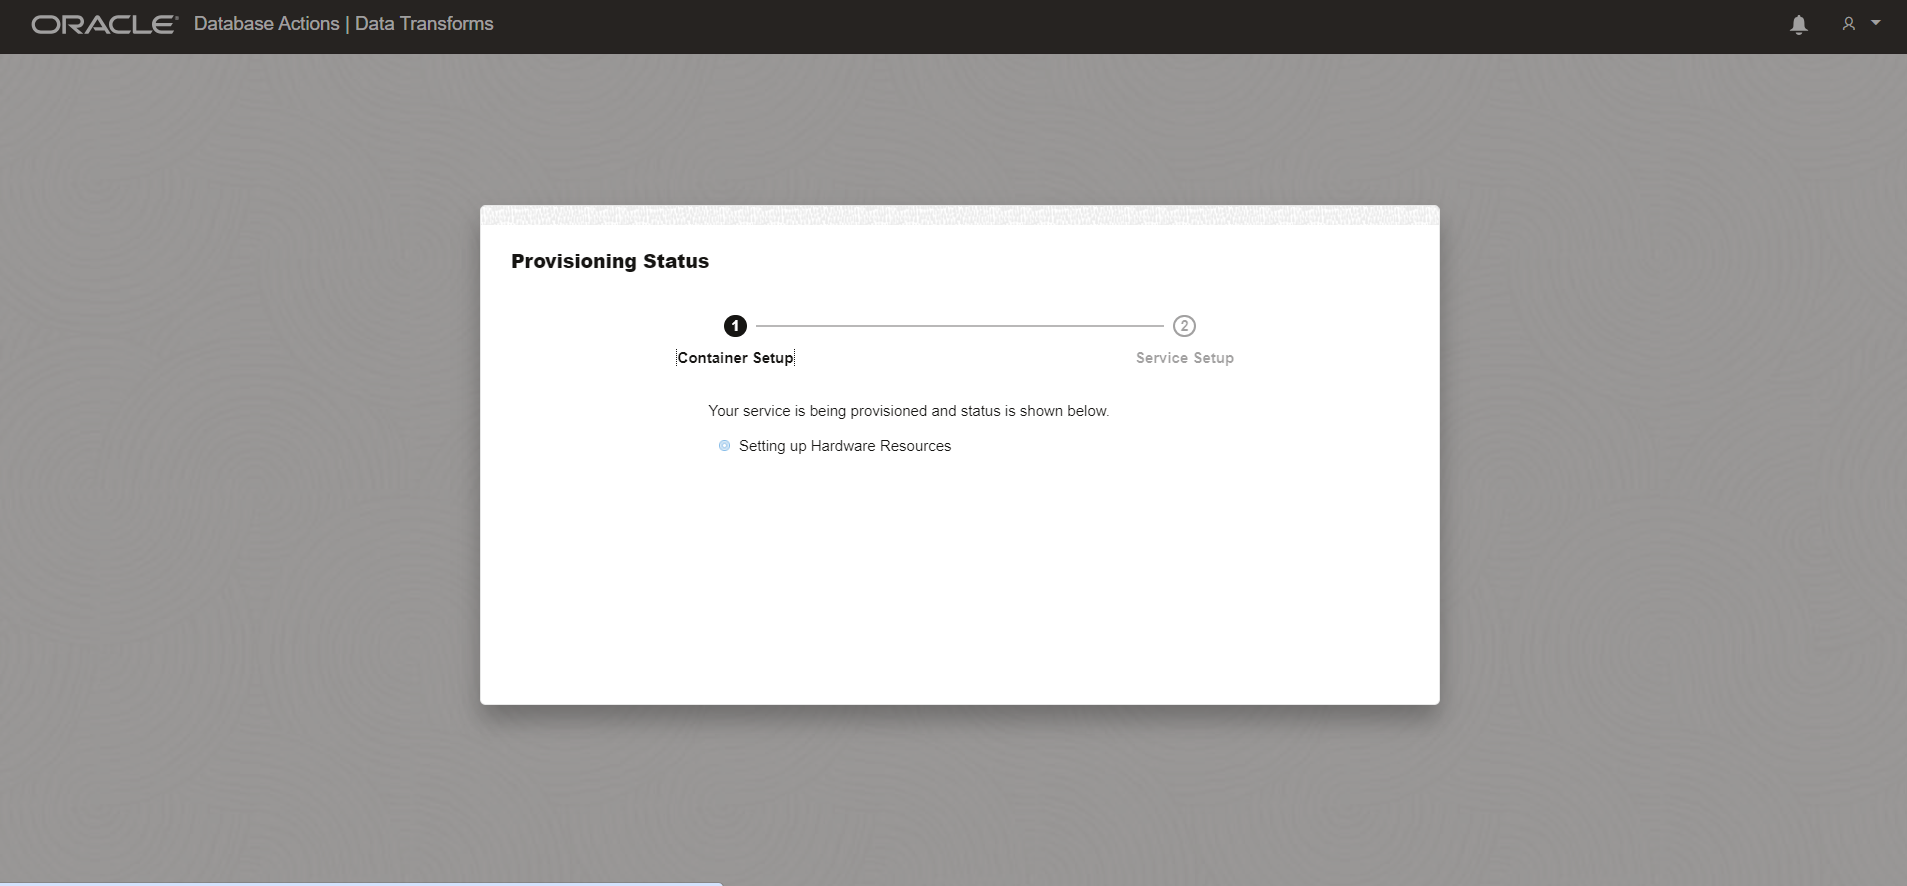 ORACLE Database Actions | Data Transforms
Provisioning Status
1
2
Container Setup
Service Setup
Your service is being provisioned and status is shown below.
Setting up Hardware Resources